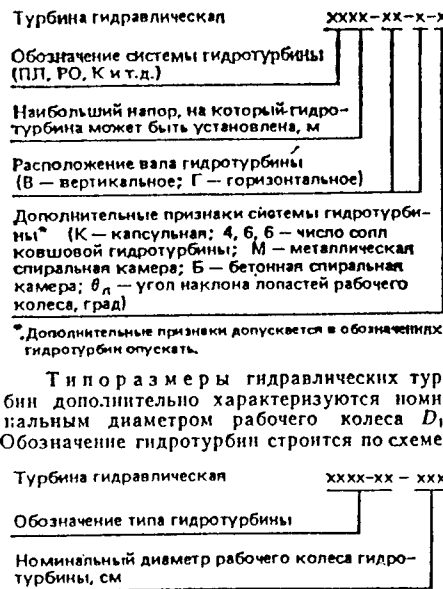 Турбина гидравлическая хххх-хх-х-х
Обозначение системы гидротурбины
(ПЛ, РО, К и т.д.)
Наибольший напор, на который гидро-
турбина может быть установлена, м
Расположение вала гидротурбины
(В — вертикальное; Г — горизонтальное)
Дополнительные признаки системы гидротурби-
ны* (К — капсульная; 4, 6, 6 — число сопл
ковшовой гидротурбины; М — металлическая
спиральная камера; Б — бетонная спиральная
камера; θл — угол наклона лопастей рабочего
колеса, град)
*.Дополнительные признаки допускается в обозначениях
гидротурбин опускать.
Типоразмеры гидравлических тур
бин дополнительно характеризуются номи
нальным диаметром рабочего колеса D1
Обозначение гидротурбин строится по схеме
Турбина гидравлическая хххх-хх - ххх
Обозначение типа гидротурбины
Номинальный диаметр рабочего колеса гидро-
турбины, см